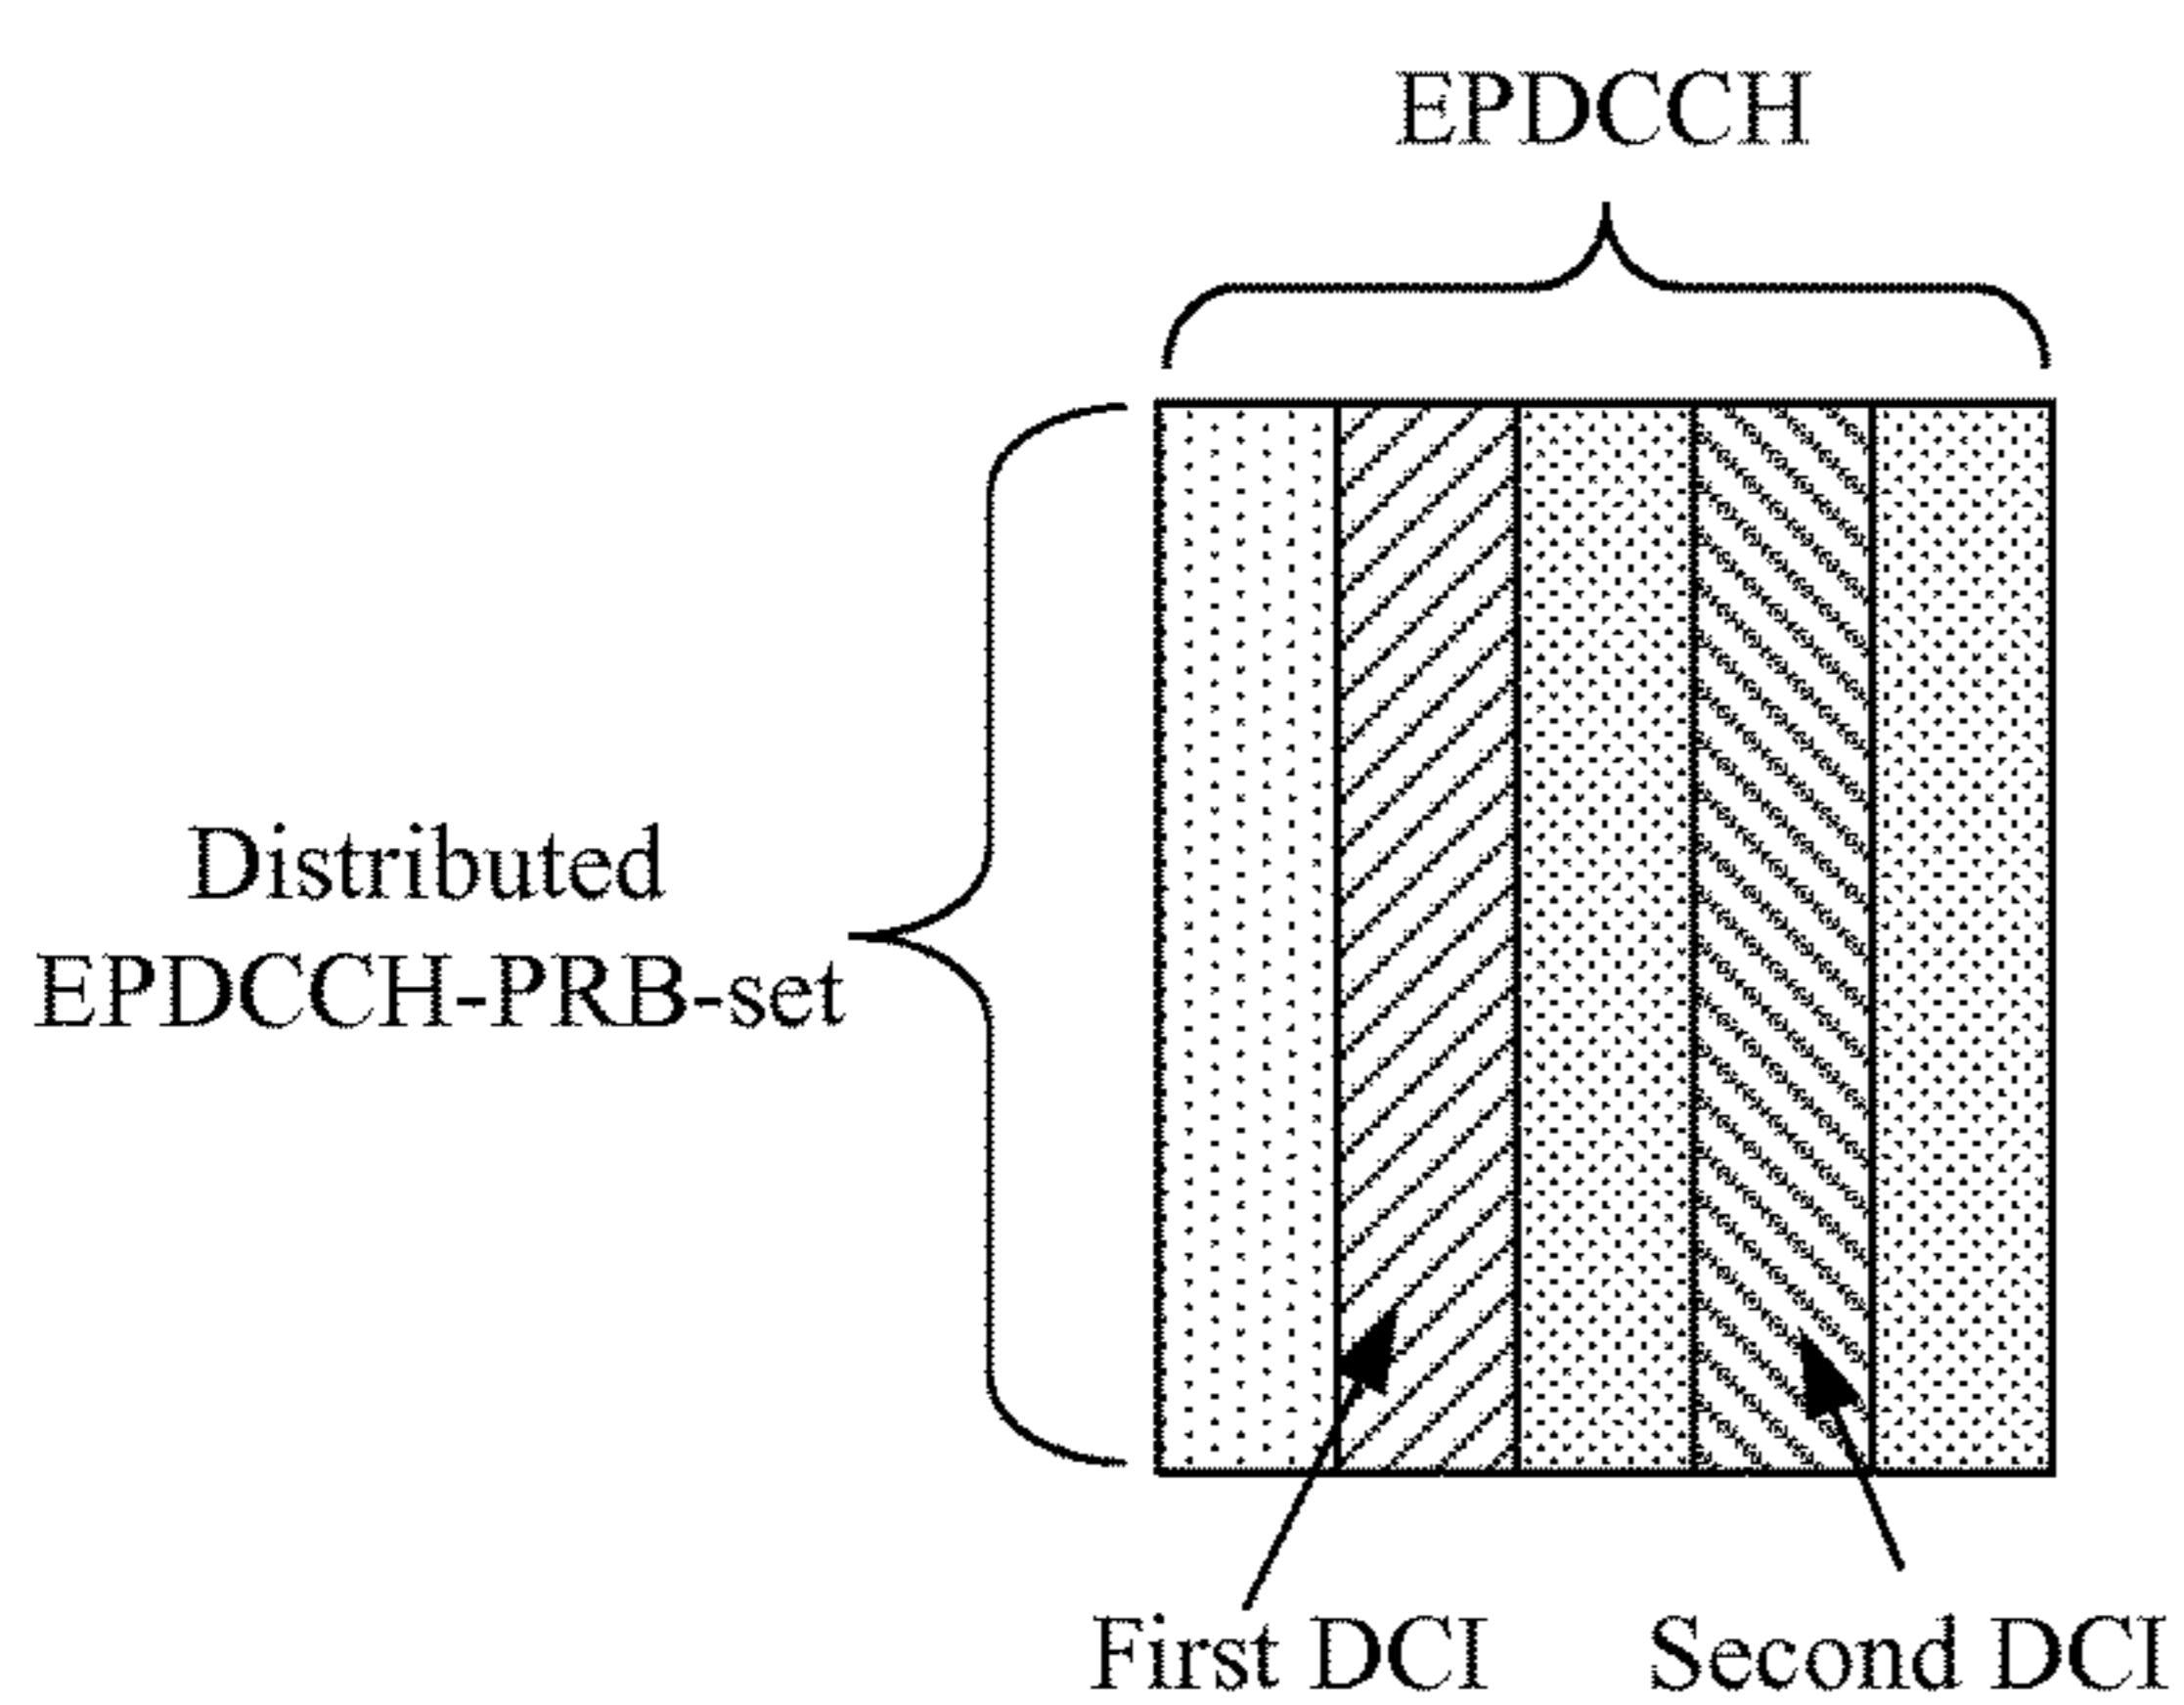 EPDCCH
Distributed
EPDCCH-PRB-set
First DCI
Second DCI